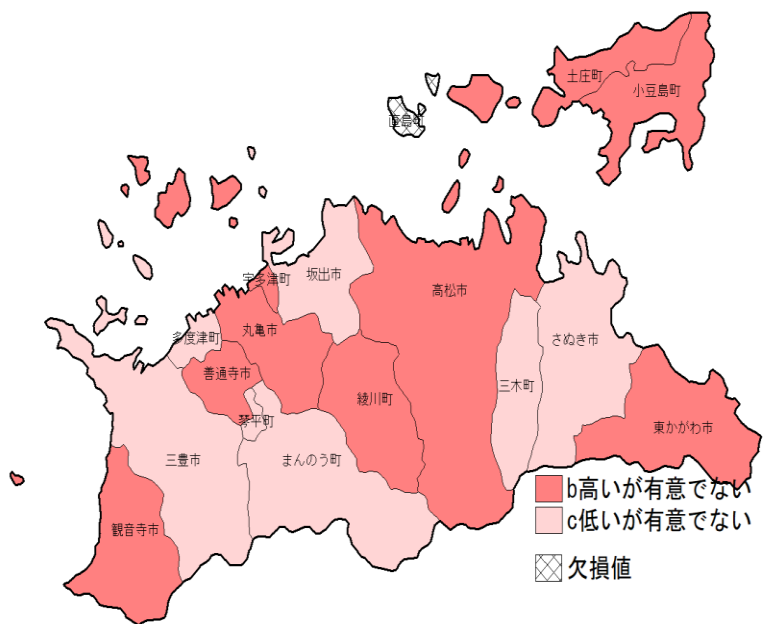 土庄町
小豆島町
直島町
宇多津町
坂出市
高松市
多度津町
丸亀市
さぬき市
善通寺市
三木町
綾川町
琴平町
東かがわ市
三豊市
まんのう町
観音寺市
b高いが有意でない
c低いが有意でない
欠損値